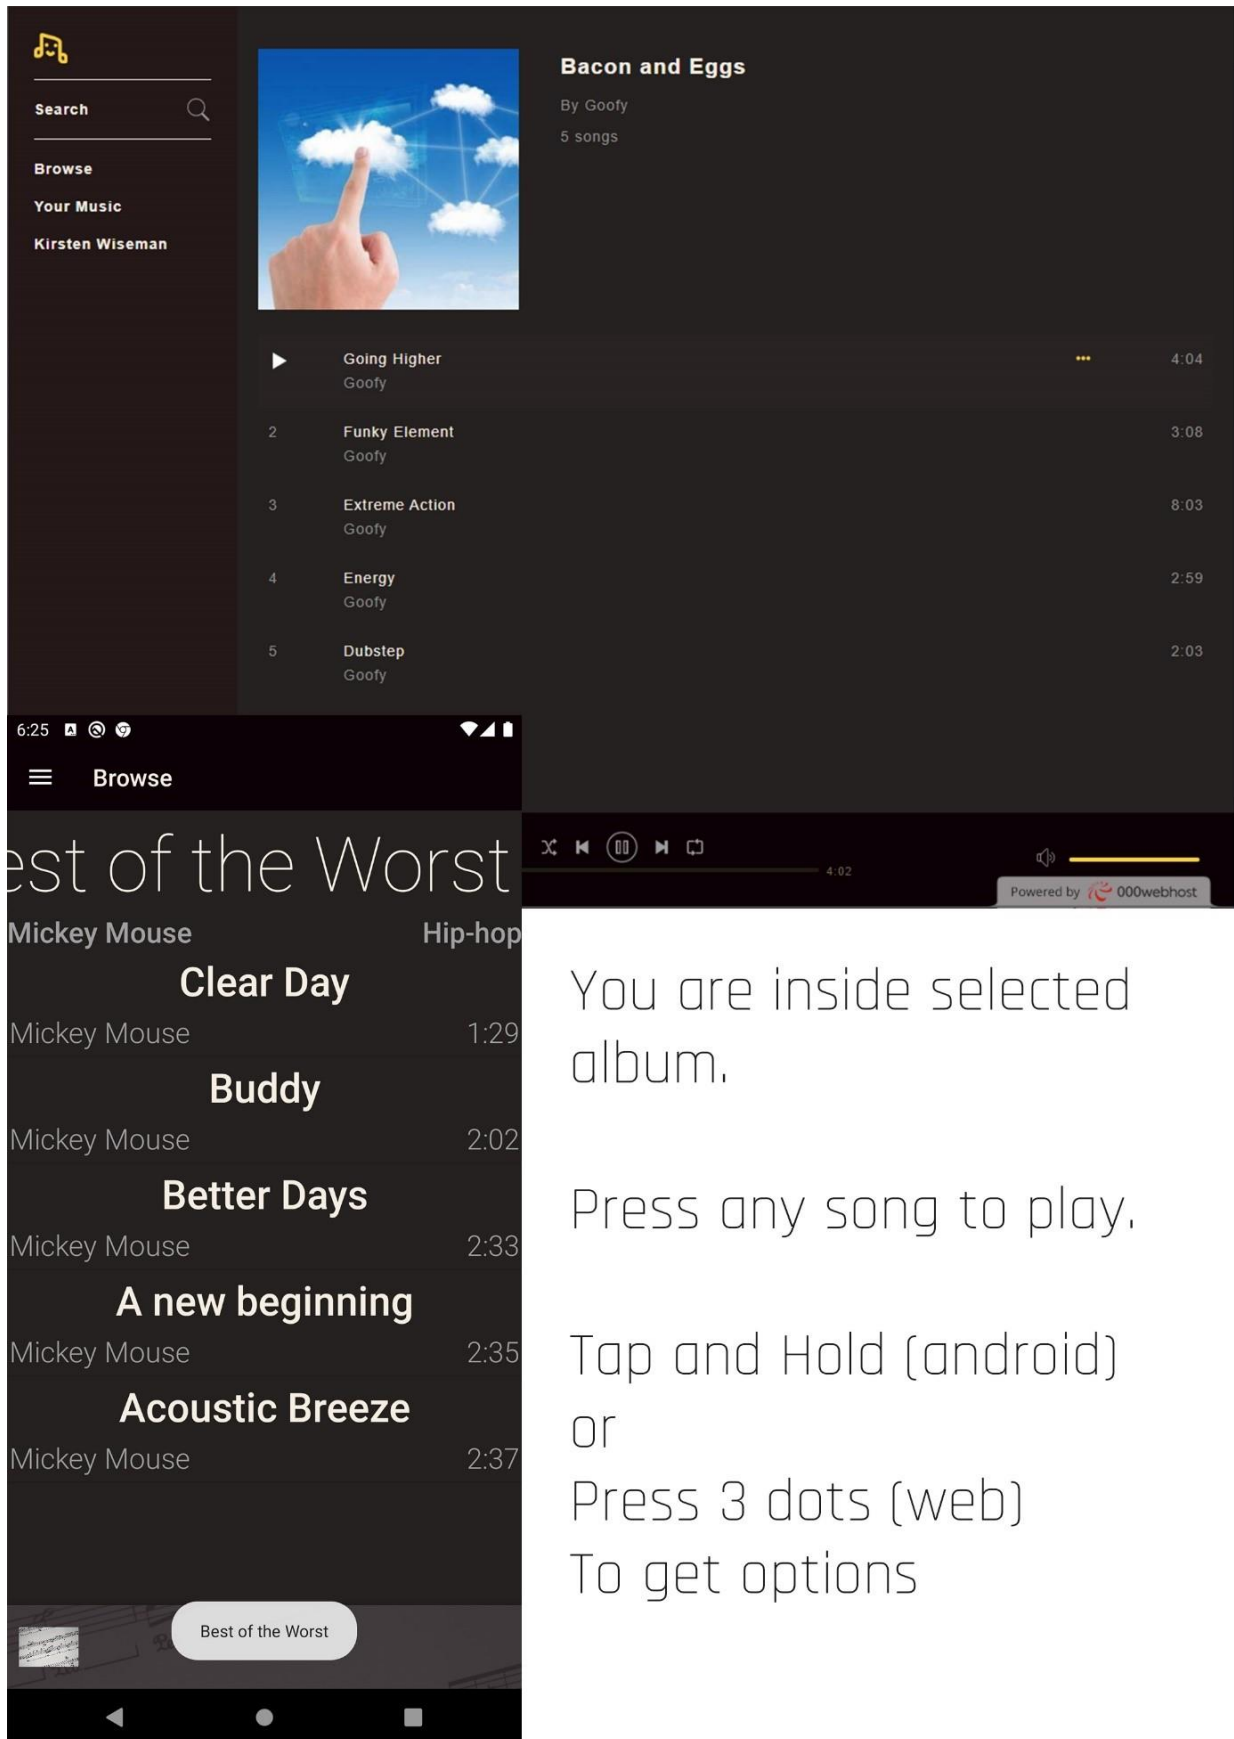 Search
Browse
Your Music
Kirsten Wiseman
Bacon and Eggs
By Goofy
5 songs
Going Higher ••• 4:04
Goofy
2 Funky Element 3:08
Goofy
3 Extreme Action 8:03
Goofy
4 Energy 2:59
Goofy
5 Dubstep 2:03
Goofy
4:02
Powered by 000webhost
6:25
Browse
est of the Worst
Mickey Mouse Hip-hop
Clear Day
Mickey Mouse 1:29
Buddy
Mickey Mouse 2:02
Better Days
Mickey Mouse 2:33
A new beginning
Mickey Mouse 2:35
Acoustic Breeze
Mickey Mouse 2:37
Best of the Worst
You are inside selected
album.
Press any song to play.
Tap and Hold (android)
or
Press 3 dots (web)
To get options